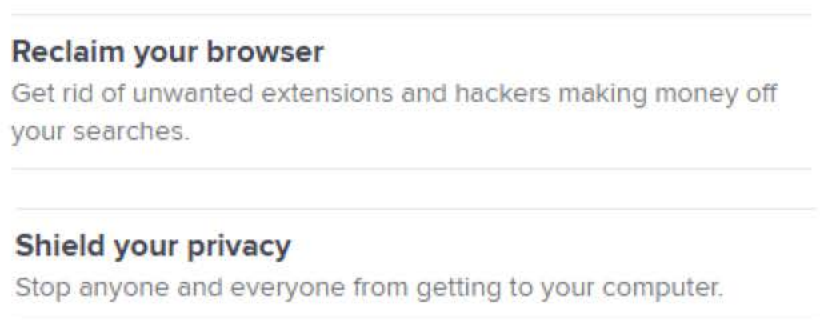 Reclaim your browser
Get rid of unwanted extensions and hackers making money off
your searches.
Shield your privacy
Stop anyone and everyone from getting to your computer.